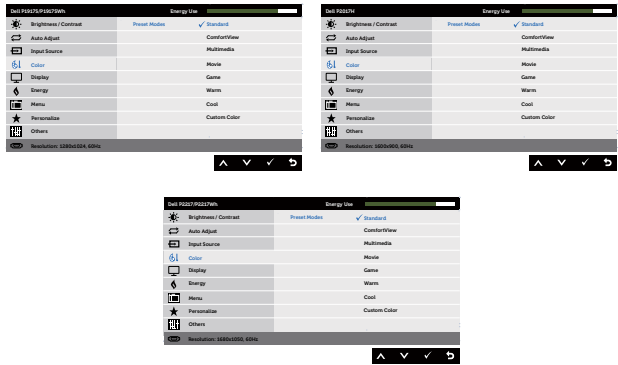 Dell P1917S/P1917SWh Energy Use
Brightness / Contrast Preset Modes ✓ Standard
Auto Adjust ComfortView
Input Source Multimedia
Color Movie
Display Game
Energy Warm
Menu Cool
Personalize Custom Color
Others
Resolution: 1280x1024, 60Hz
Dell P2017H Energy Use
Brightness / Contrast Preset Modes ✓ Standard
Auto Adjust ComfortView
Input Source Multimedia
Color Movie
Display Game
Energy Warm
Menu Cool
Personalize Custom Color
Others
Resolution: 1600x900, 60Hz
Dell P2217/P2217Wh Energy Use
Brightness / Contrast Preset Modes ✓ Standard
Auto Adjust ComfortView
Input Source Multimedia
Color Movie
Display Game
Energy Warm
Menu Cool
Personalize Custom Color
Others
Resolution: 1680x1050, 60Hz